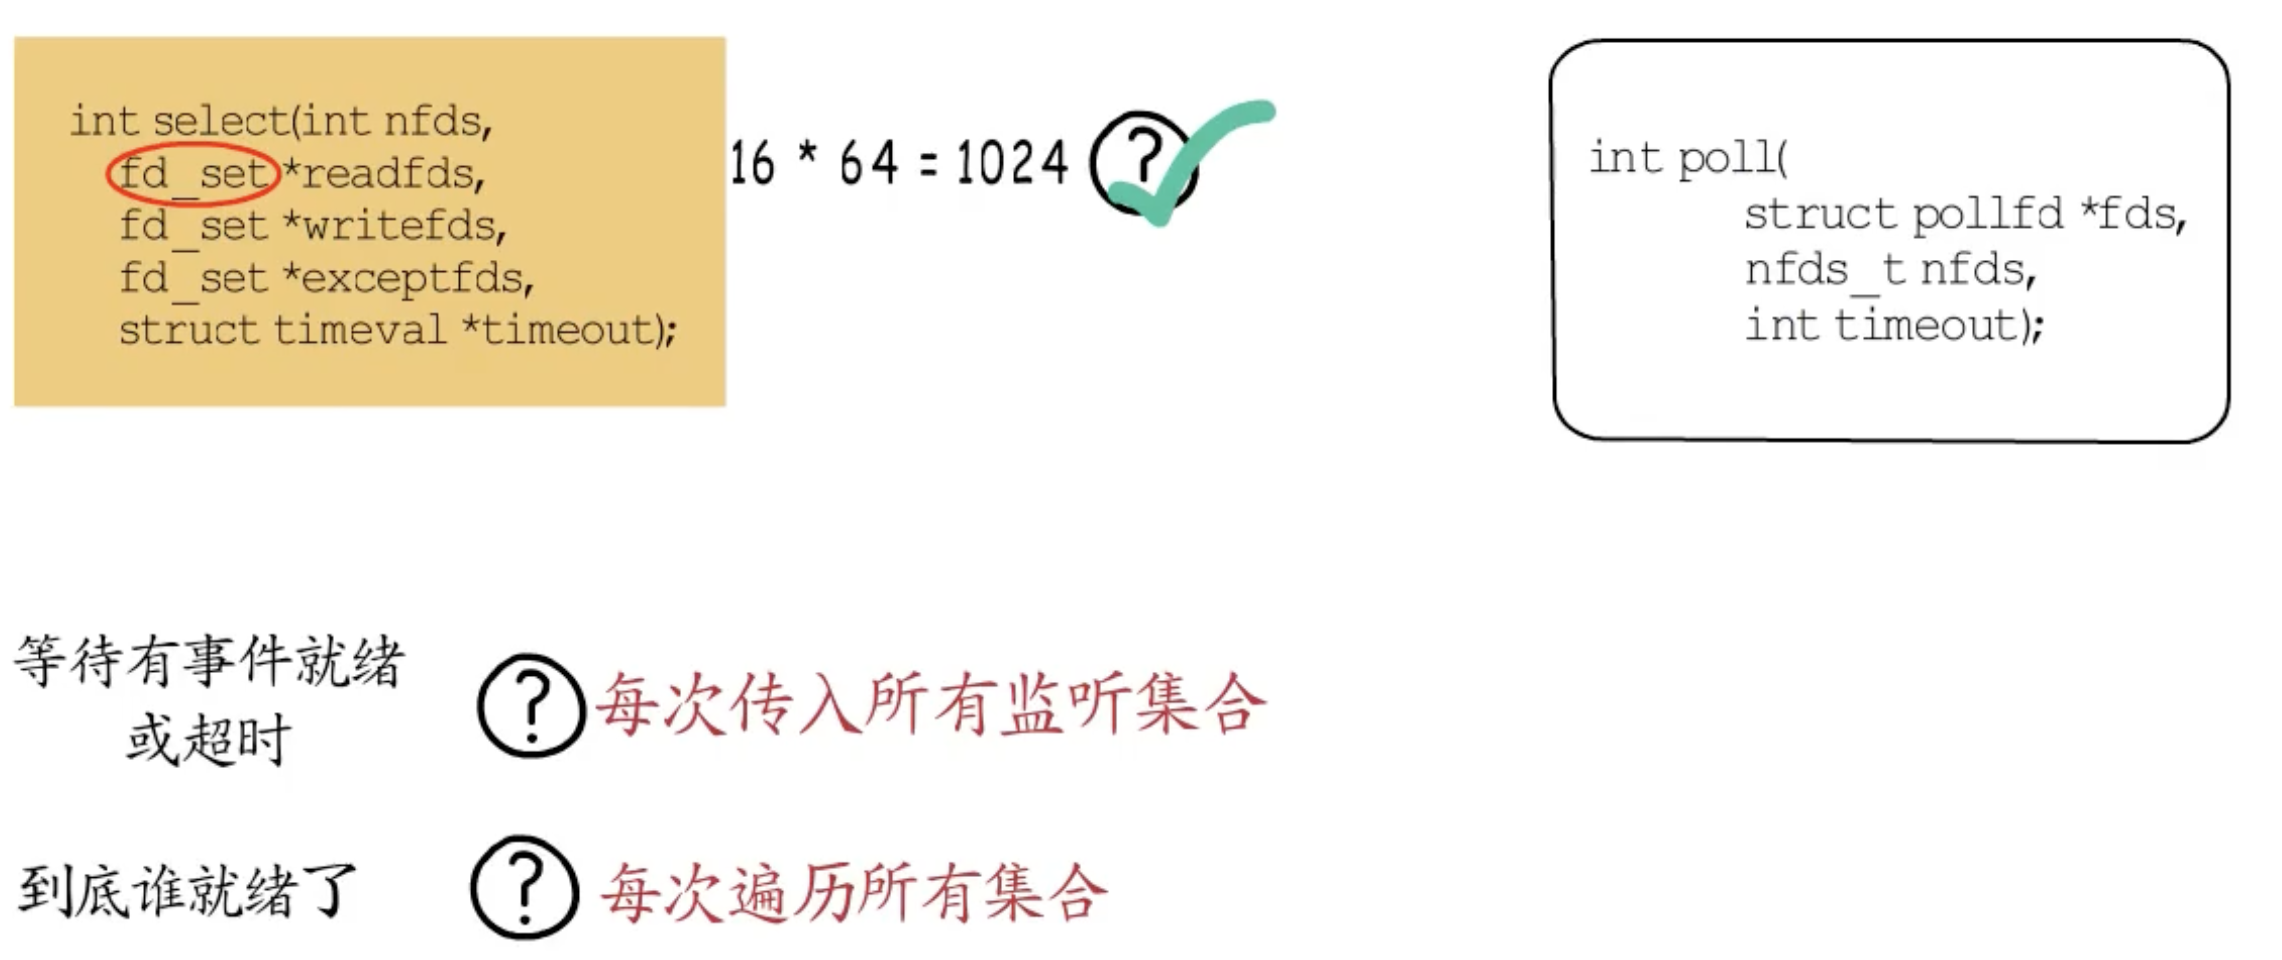 int select(int nfds,
fd_set *readfds,
fd_set *writefds,
fd_set *exceptfds,
struct timeval *timeout);
16 * 64 = 1024 ?
int poll(
struct pollfd *fds,
nfds_t nfds,
int timeout);
等待有事件就绪
或超时
? 每次传入所有监听集合
到底谁就绪了
? 每次遍历所有集合